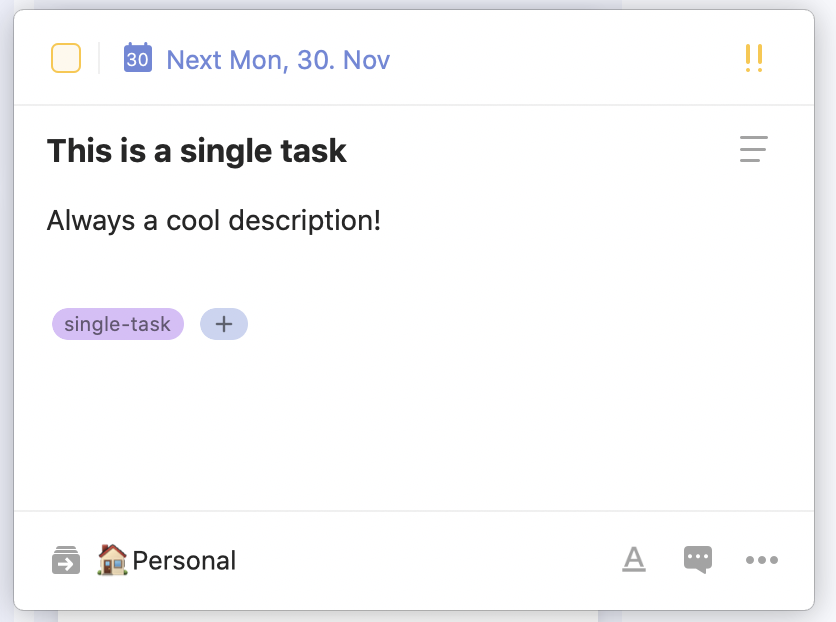 30 Next Mon, 30. Nov !!
This is a single task
Always a cool description!
single-task +
Personal A